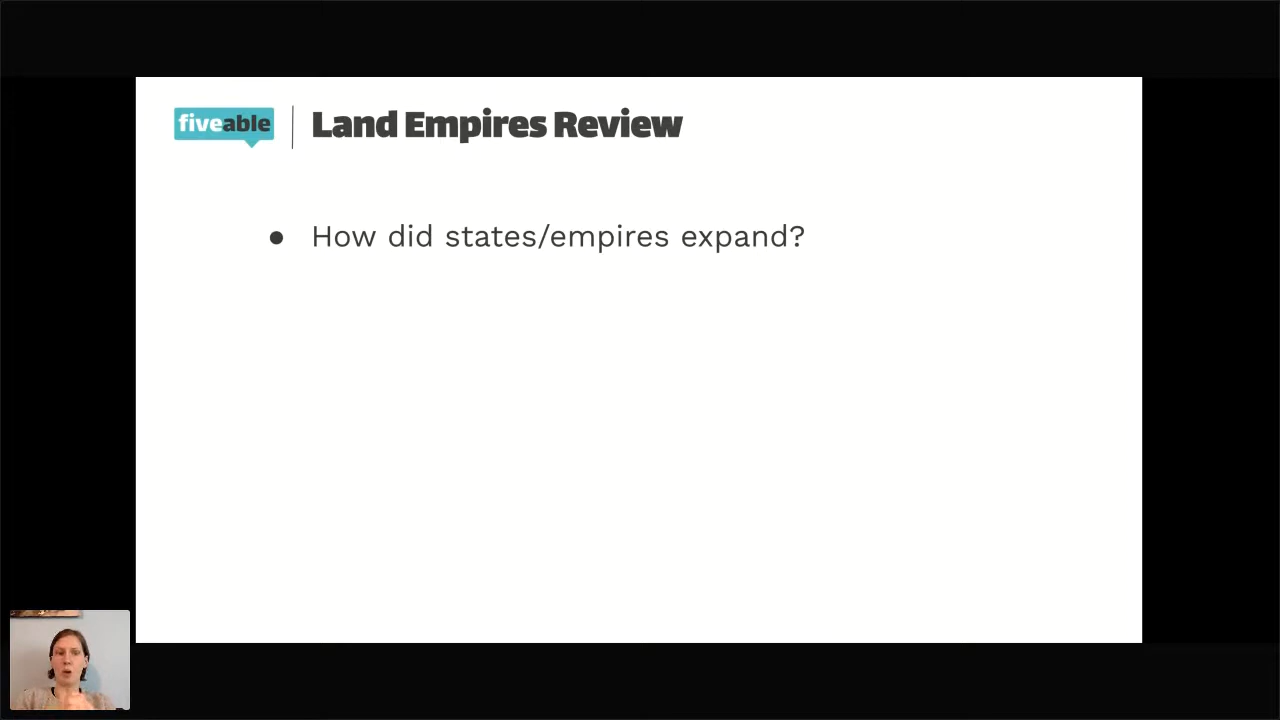 fiveable
Land Empires Review
● How did states/empires expand?